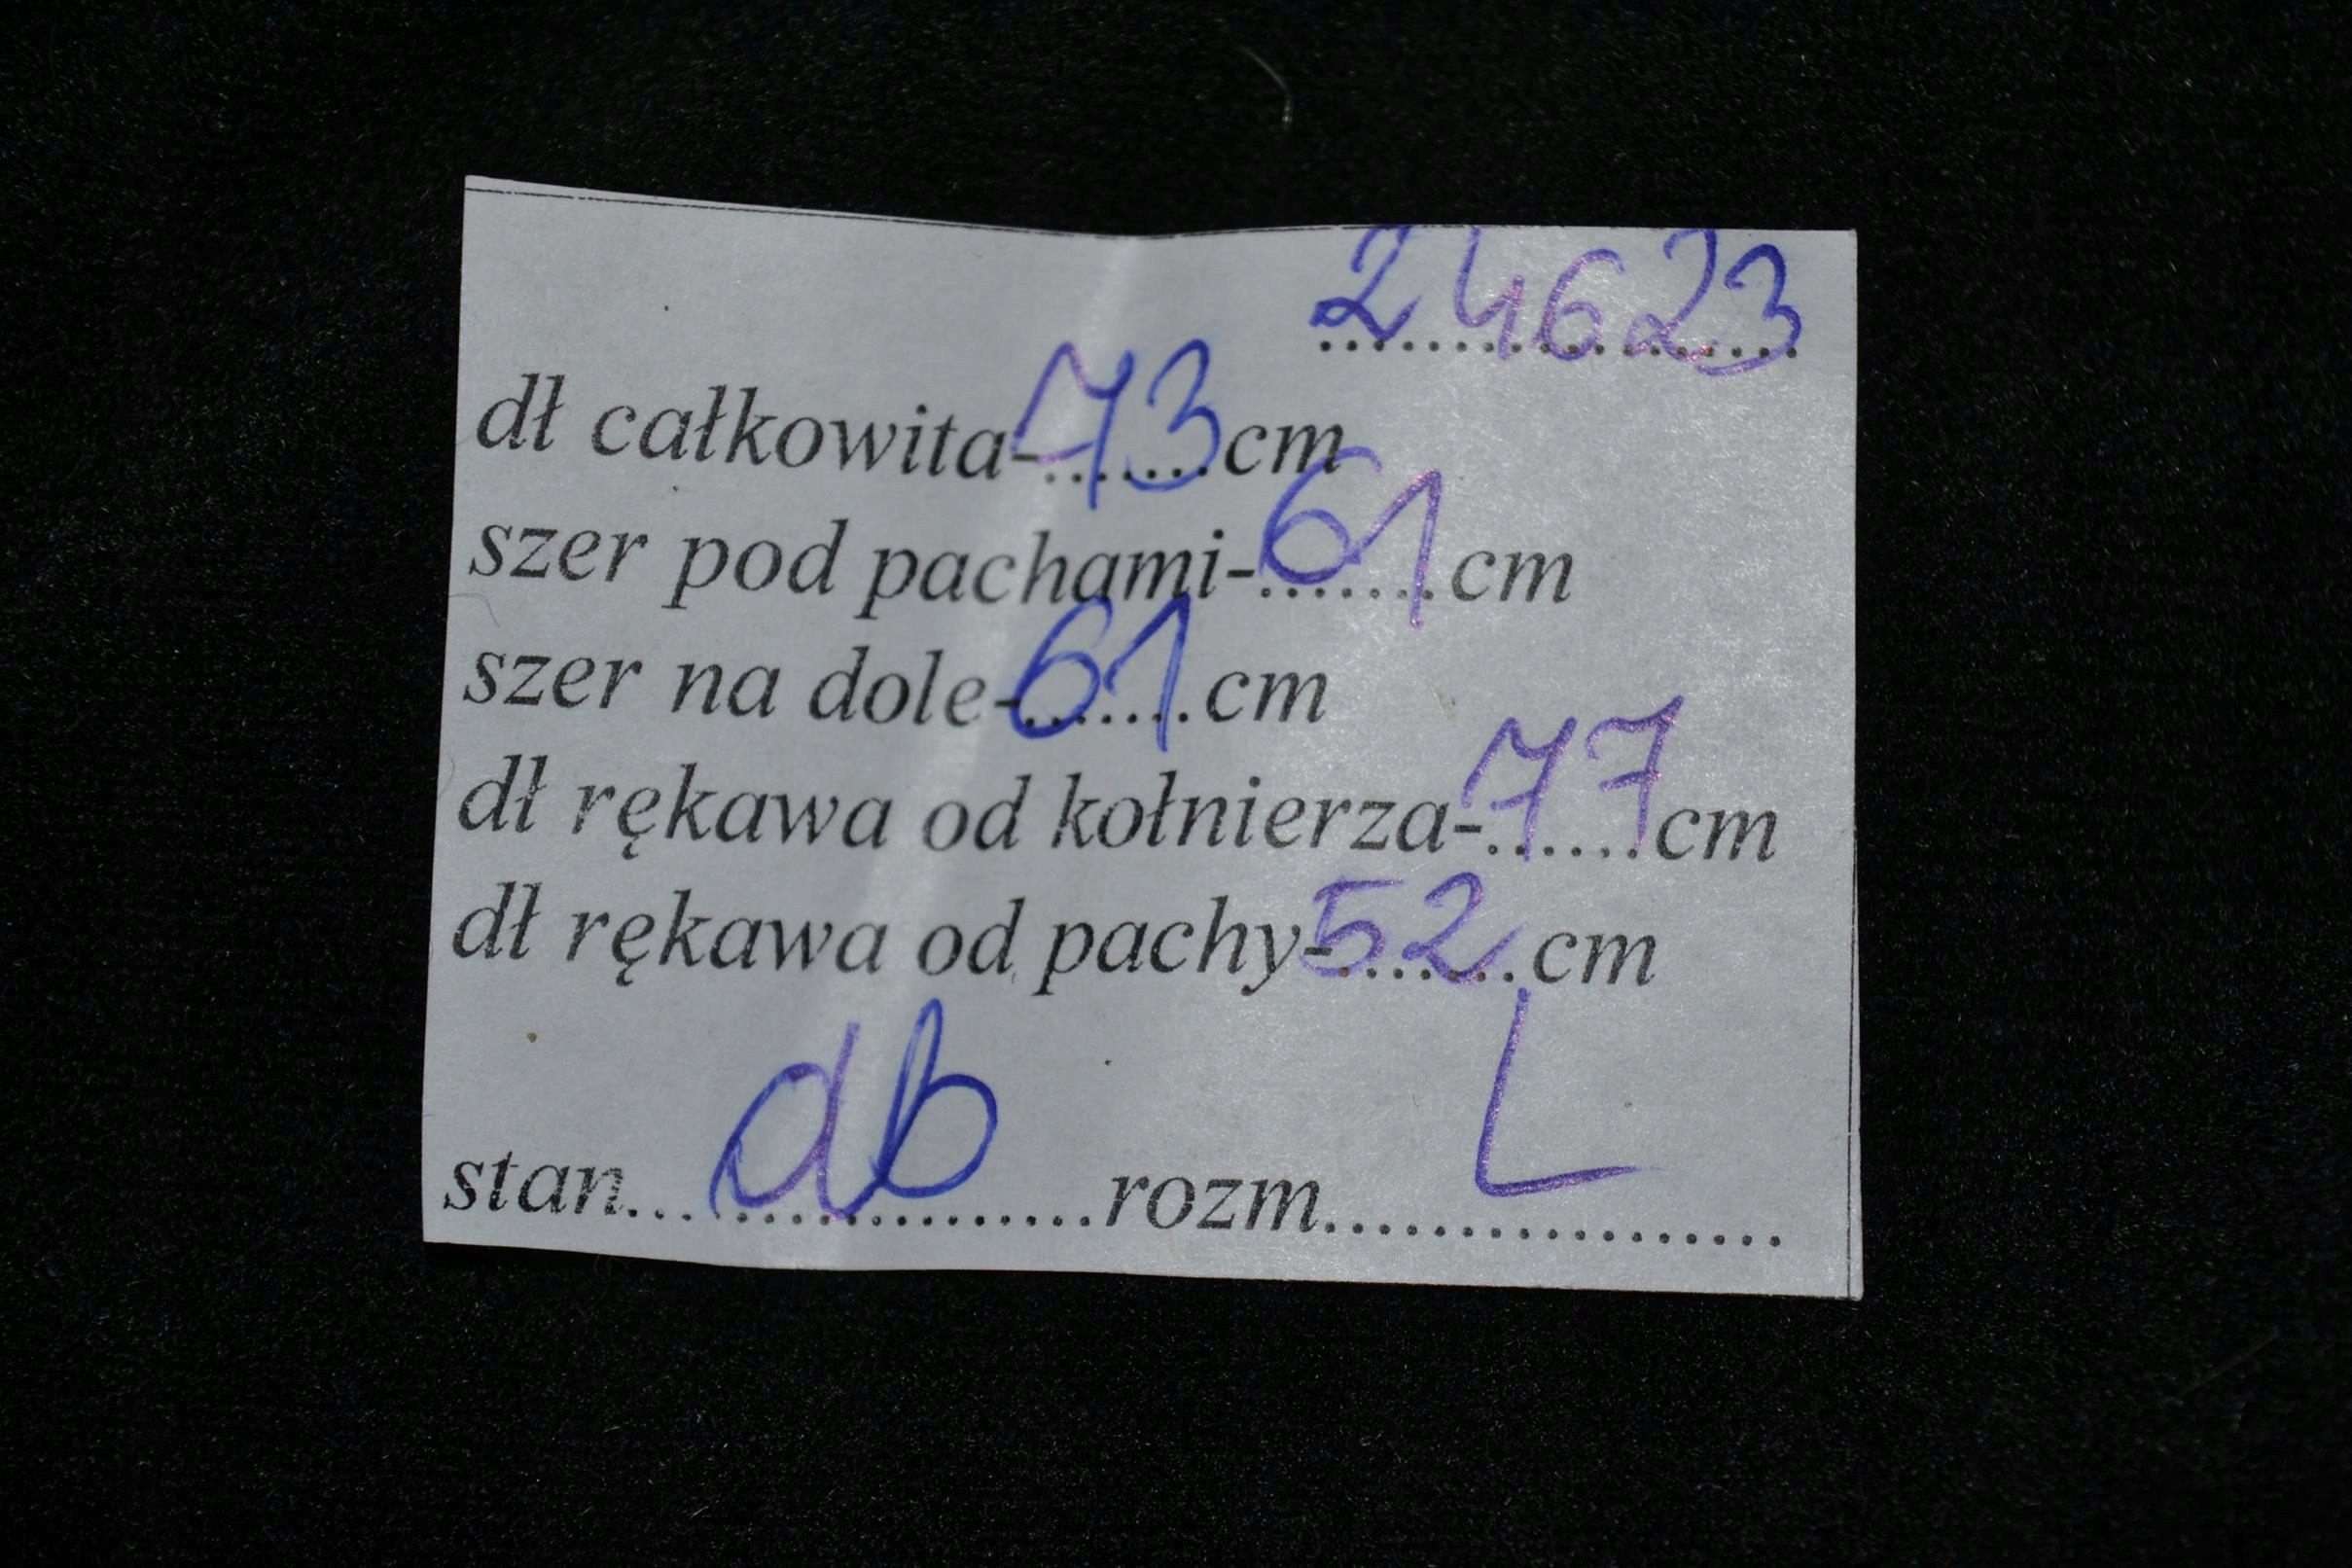 24623
dł całkowita-73cm
szer pod pachami-61cm
szer na dole-61cm
dł rękawa od kołnierza-77cm
dł rękawa od pachy-52cm
stan...db...rozm...L...